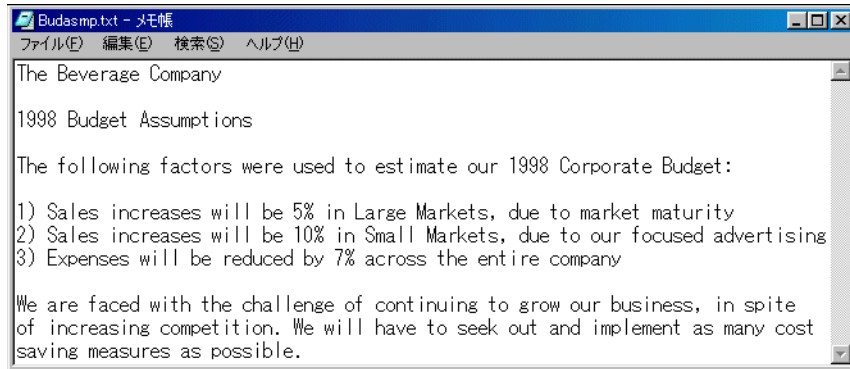 Budasmp.txt - メモ帳
ファイル(F) 編集(E) 検索(S) ヘルプ(H)
The Beverage Company
1998 Budget Assumptions
The following factors were used to estimate our 1998 Corporate Budget:
1) Sales increases will be 5% in Large Markets, due to market maturity
2) Sales increases will be 10% in Small Markets, due to our focused advertising
3) Expenses will be reduced by 7% across the entire company
We are faced with the challenge of continuing to grow our business, in spite
of increasing competition. We will have to seek out and implement as many cost
saving measures as possible.